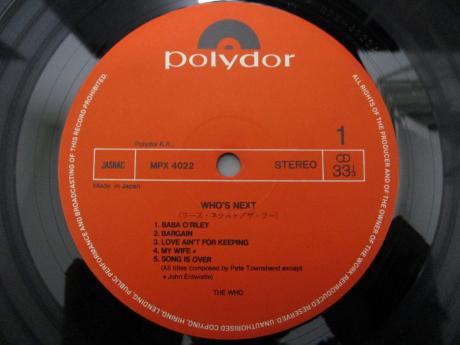 polydor
ALL RIGHTS OF THE PRODUCER AND OF THE OWNER OF THE WORK REPRODUCED RESERVED. UNAUTHORISED COPYING, HIRING, LENDING, PUBLIC PERFORMANCE AND BROADCASTING OF THIS RECORD PROHIBITED.
Polydor K.K.,
1
JASRAC
MPX 4022
STEREO
33 1/3
Made in Japan
WHO'S NEXT
(フーズ・ネクスト/ザ・フー)
1. BABA O'RILEY
2. BARGAIN
3. LOVE AIN'T FOR KEEPING
4. MY WIFE *
5. SONG IS OVER
(All titles composed by Pete Townshend except
* John Entwistle)
THE WHO